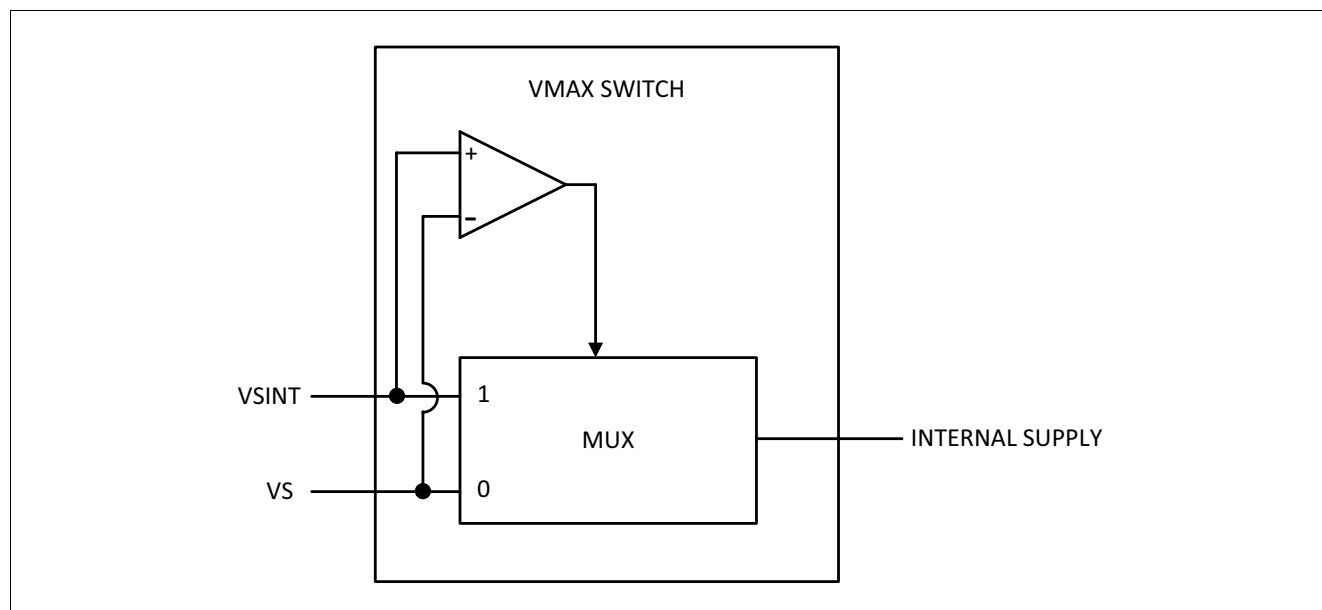 VMAX SWITCH
+
-
VSINT
1
MUX
INTERNAL SUPPLY
VS
0